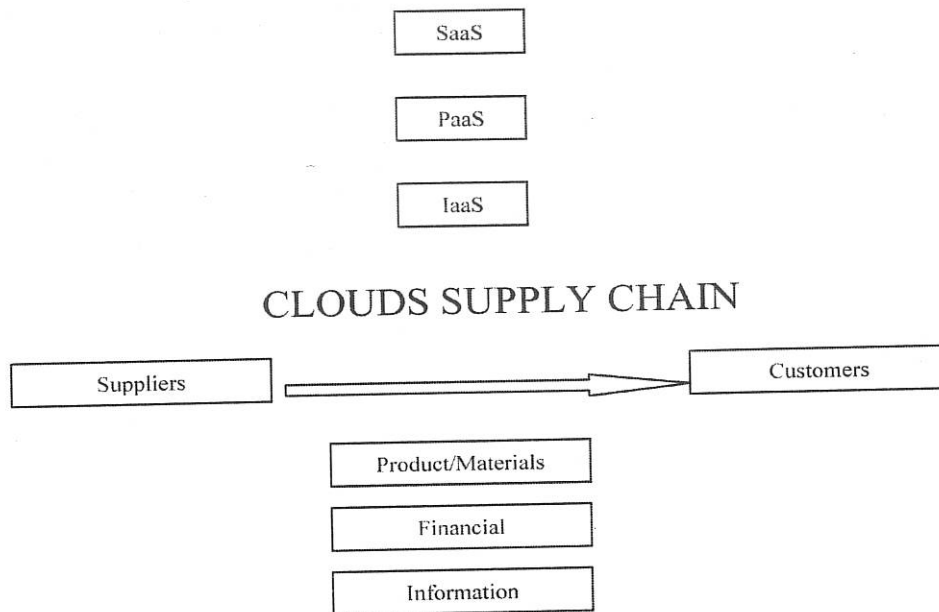 SaaS
PaaS
IaaS
CLOUDS SUPPLY CHAIN
Suppliers
Customers
Product/Materials
Financial
Information